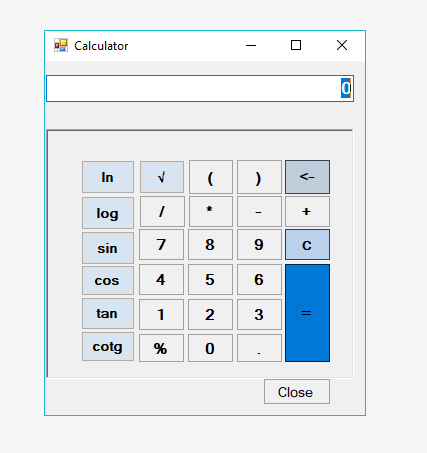 Calculator
0
ln √ ( ) <-
log / * - +
sin 7 8 9 C
cos 4 5 6
tan 1 2 3 =
cotg % 0 .
Close